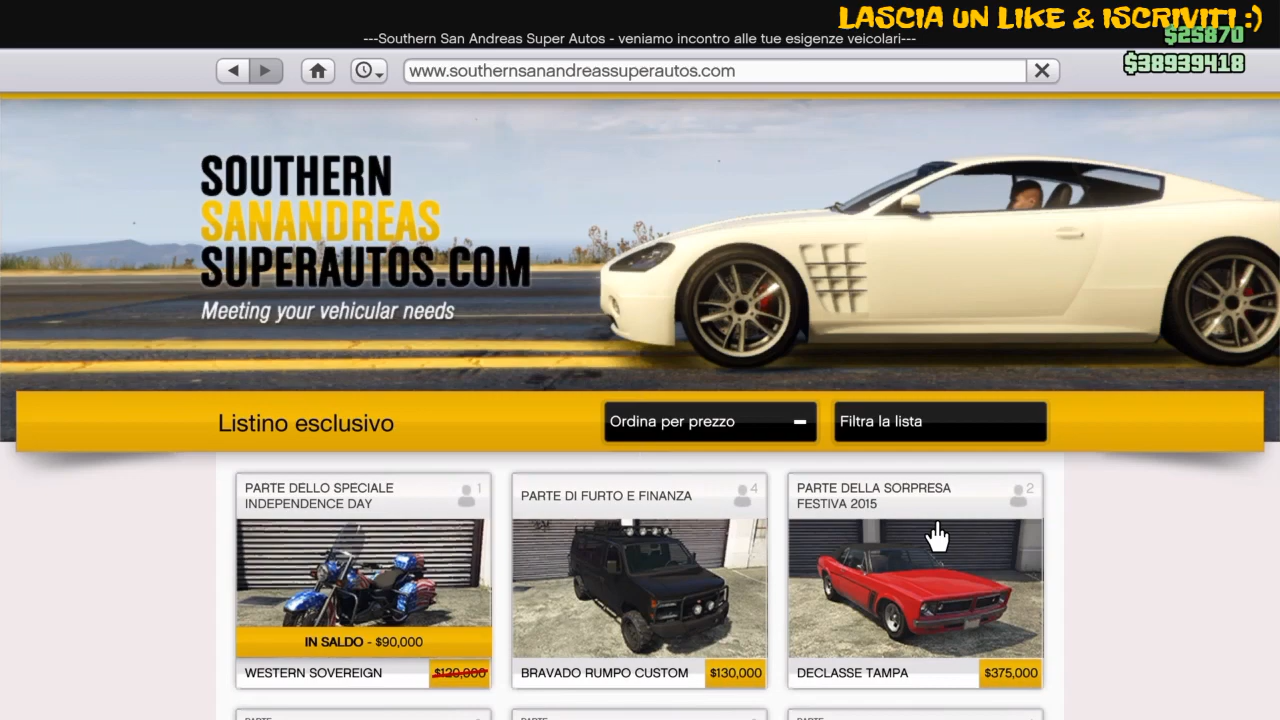 LASCIA UN LIKE & ISCRIVITI :)
---Southern San Andreas Super Autos - veniamo incontro alle tue esigenze veicolari---
$25870
$38939418
www.southernsanandreassuperautos.com
SOUTHERN
SANANDREAS
SUPERAUTOS.COM
Meeting your vehicular needs
Listino esclusivo
Ordina per prezzo
Filtra la lista
PARTE DELLO SPECIALE
INDEPENDENCE DAY
1
PARTE DI FURTO E FINANZA
4
PARTE DELLA SORPRESA
FESTIVA 2015
2
IN SALDO - $90,000
WESTERN SOVEREIGN
$120,000
BRAVADO RUMPO CUSTOM
$130,000
DECLASSE TAMPA
$375,000